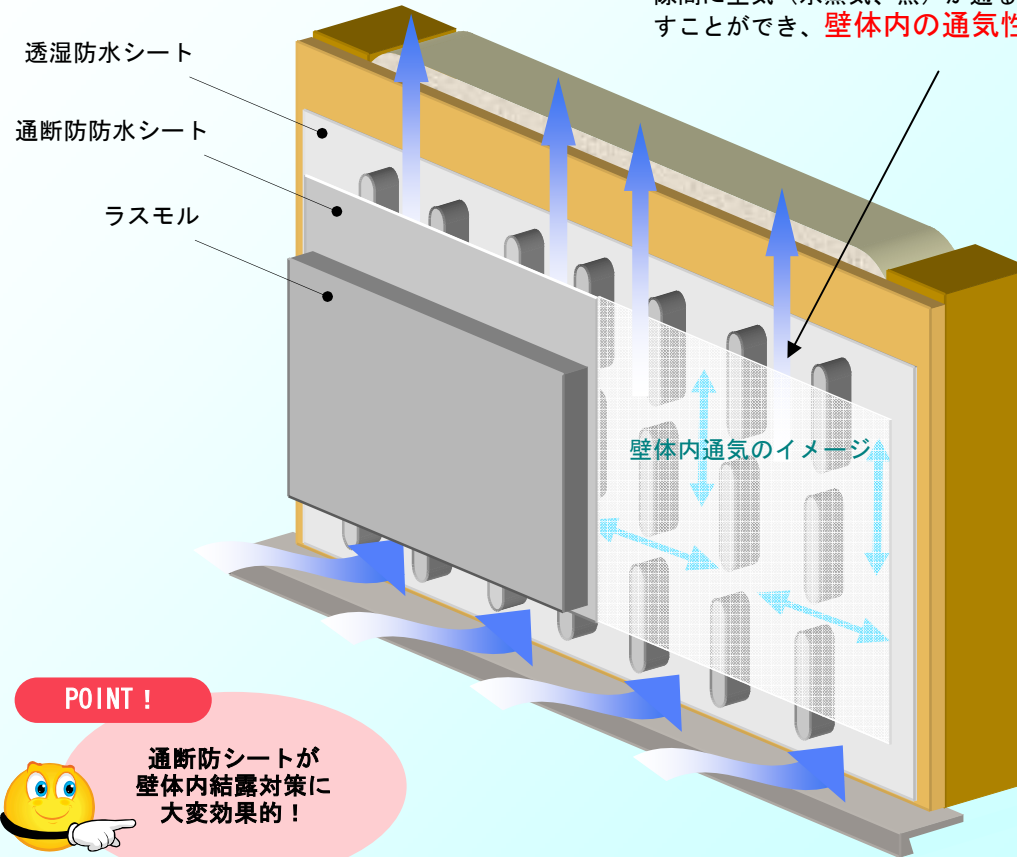 すことができ、壁体内の通気性
透湿防水シート
通断防防水シート
ラスモル
壁体内通気のイメージ
POINT！
通断防シートが
壁体内結露対策に
大変効果的！